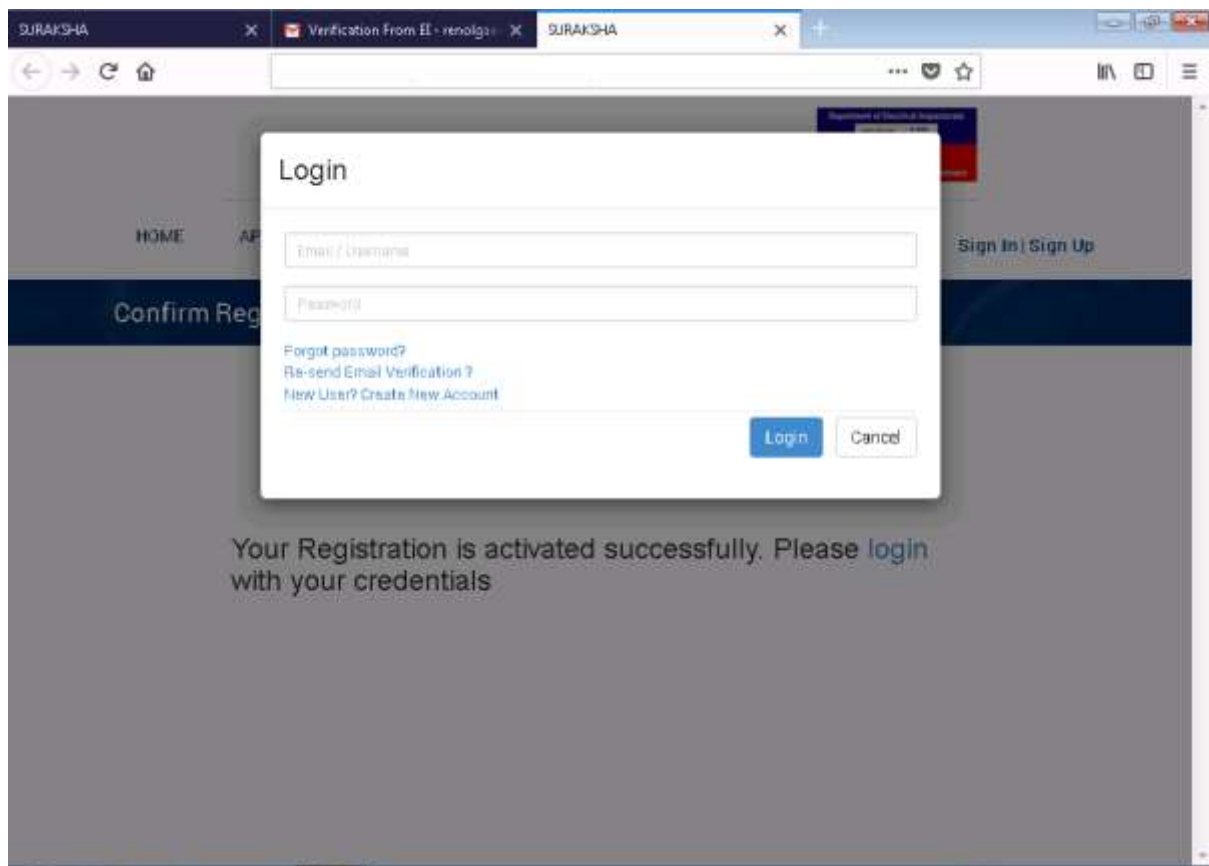 SURAKSHA
Verification From EI - renolga
SURAKSHA
Login
HOME
AP
Email / Username
Sign In | Sign Up
Confirm Reg
Password
Forgot password?
Re-send Email Verification ?
New User? Create New Account
Login
Cancel
Your Registration is activated successfully. Please login
with your credentials